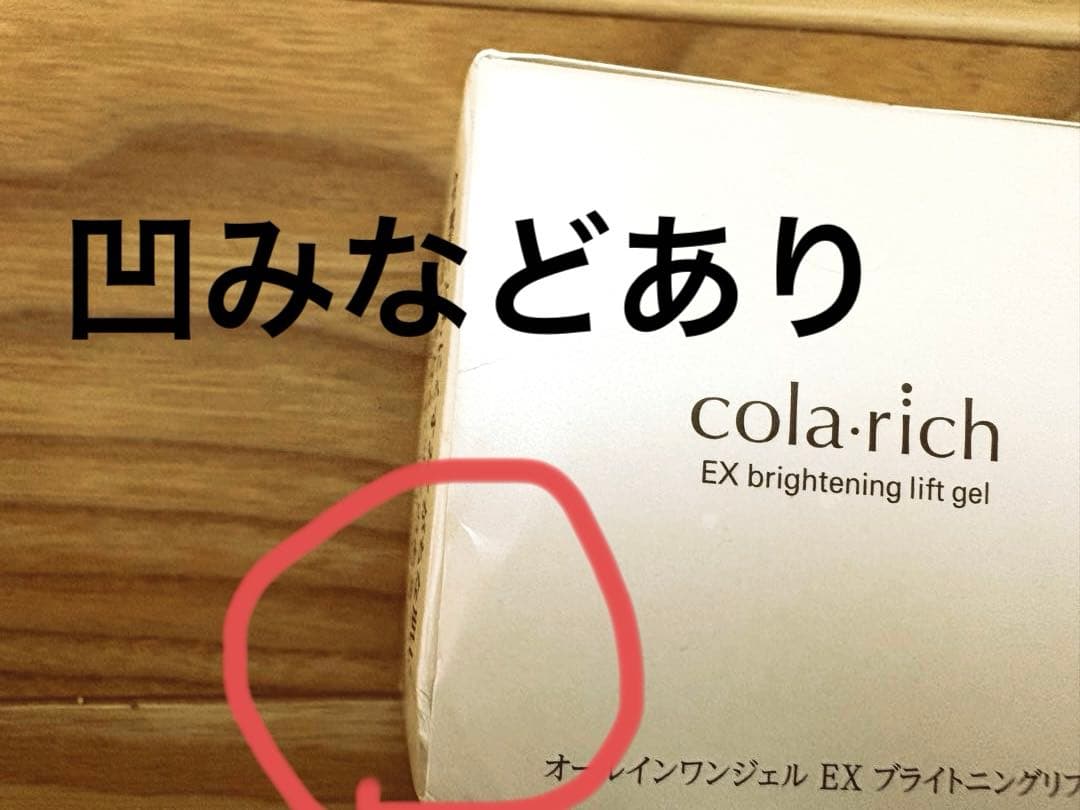 凹みなどあり
cola·rich
EX brightening lift gel
オールインワンジェル EX ブライトニングリフ